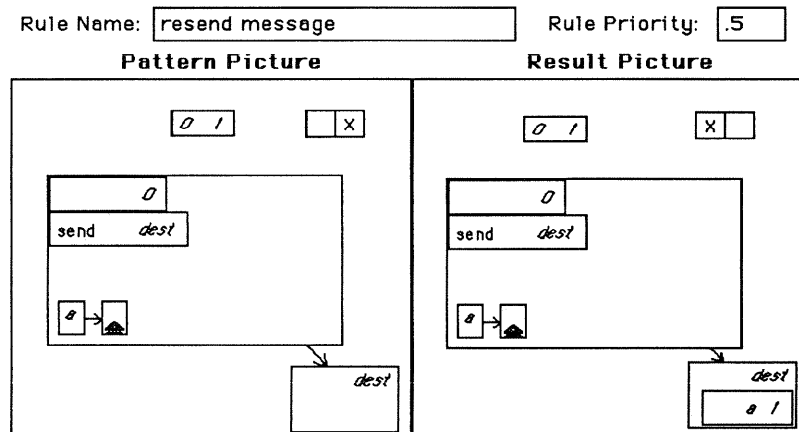 Rule Name: resend message Rule Priority: .5
Pattern Picture Result Picture
0 1 X
0 1 X
0
send dest
a
dest
0
send dest
a
dest
a 1